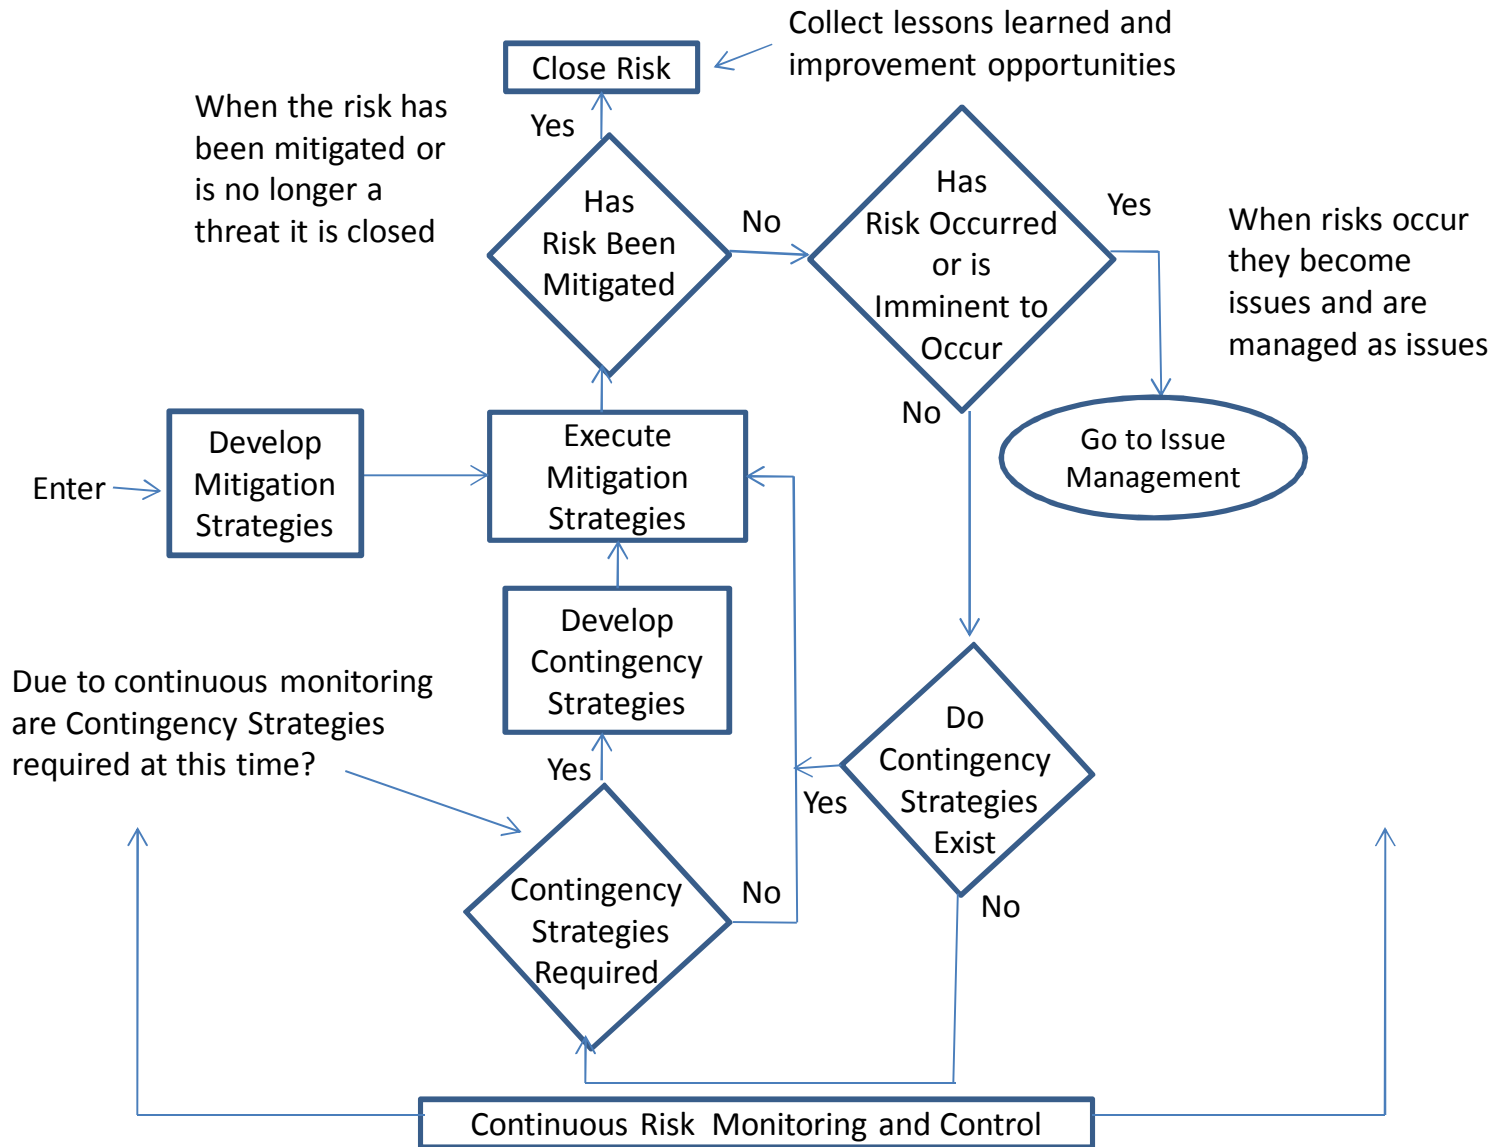 Collect lessons learned and
improvement opportunities
Close Risk
When the risk has
been mitigated or
is no longer a
threat it is closed
Yes
Has
Risk Been
Mitigated
No
Has
Risk Occurred
or is
Imminent to
Occur
Yes
When risks occur
they become
issues and are
managed as issues
No
Go to Issue
Management
Enter
Develop
Mitigation
Strategies
Execute
Mitigation
Strategies
Develop
Contingency
Strategies
Due to continuous monitoring
are Contingency Strategies
required at this time?
Yes
Do
Contingency
Strategies
Exist
Yes
No
Contingency
Strategies
Required
No
Continuous Risk Monitoring and Control